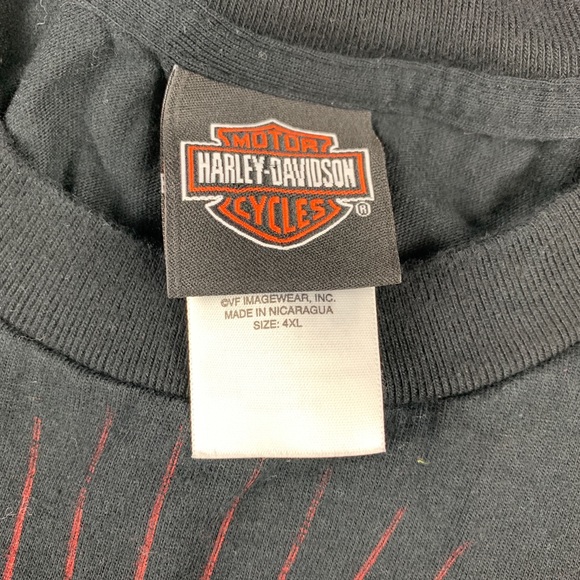 MOTOR
HARLEY-DAVIDSON
CYCLES
®
©VF IMAGEWEAR, INC.
MADE IN NICARAGUA
SIZE: 4XL